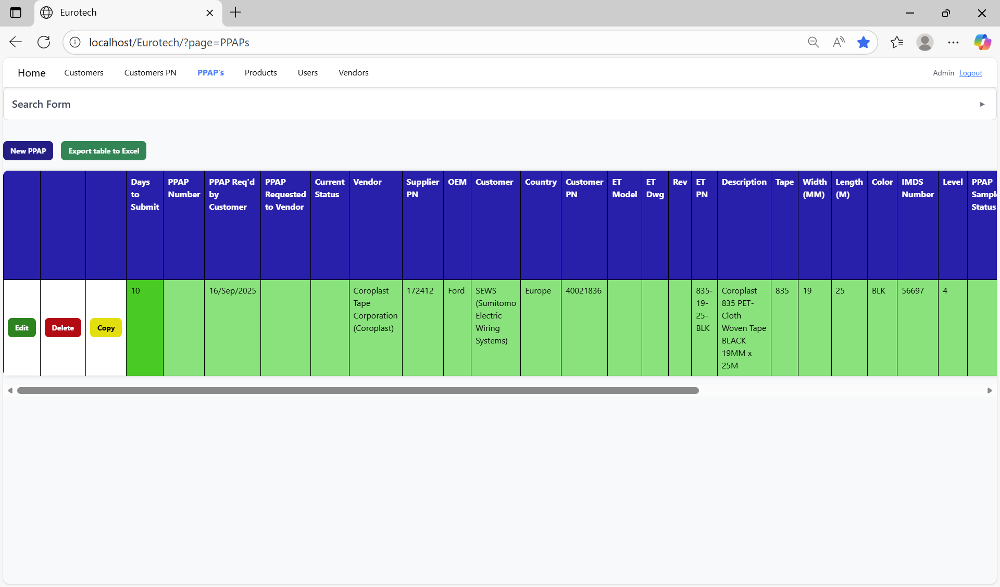 Eurotech
localhost/Eurotech/?page=PPAPs
Home Customers Customers PN PPAP's Products Users Vendors Admin Logout
Search Form
New PPAP Export table to Excel
Days to Submit
PPAP Number
PPAP Req'd by Customer
PPAP Requested to Vendor
Current Status
Vendor
Supplier PN
OEM
Customer
Country
Customer PN
ET Model
ET Dwg
Rev
ET PN
Description
Tape
Width (MM)
Length (M)
Color
IMDS Number
Level
PPAP Sample Status
Edit
Delete
Copy
10
16/Sep/2025
Coroplast
Tape
Corporation
(Coroplast)
172412
Ford
SEWS
(Sumitomo
Electric
Wiring
Systems)
Europe
40021836
835-
19-
25-
BLK
Coroplast
835 PET-
Cloth
Woven Tape
BLACK
19MM x
25M
835
19
25
BLK
56697
4